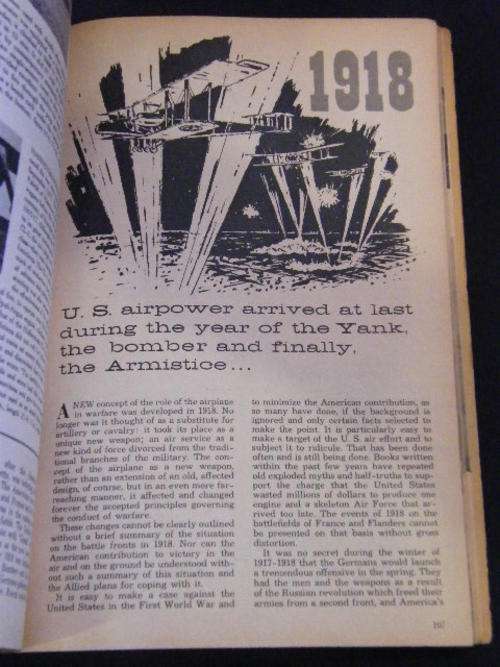 1918
U. S. airpower arrived at last
during the year of the Yank,
the bomber and finally,
the Armistice...
A NEW concept of the role of the airplane
in warfare was developed in 1918. No
longer was it thought of as a substitute for
artillery or cavalry: it took its place as a
unique new weapon; an air service as a
new kind of force divorced from the tradi-
tional branches of the military. The con-
cept of the airplane as a new weapon,
rather than an extension of an old, affected
design, of course, but in an even more far-
reaching manner, it affected and changed
forever the accepted principles governing
the conduct of warfare.
These changes cannot be clearly outlined
without a brief summary of the situation
on the battle fronts in 1918. Nor can the
American contribution to victory in the
air and on the ground be understood with-
out such a summary of this situation and
the Allied plans for coping with it.
It is easy to make a case against the
United States in the First World War and
to minimize the American contribution, as
so many have done, if the background is
ignored and only certain facts selected to
make the point. It is particularly easy to
make a target of the U. S. air effort and to
subject it to ridicule. That has been done
often and is still being done. Books written
within the past few years have repeated
old exploded myths and half-truths to sup-
port the charge that the United States
wasted millions of dollars to produce one
engine and a skeleton Air Force that ar-
rived too late. The events of 1918 on the
battlefields of France and Flanders cannot
be presented on that basis without gross
distortion.
It was no secret during the winter of
1917-1918 that the Germans would launch
a tremendous offensive in the spring. They
had the men and the weapons as a result
of the Russian revolution which freed their
armies from a second front, and America's